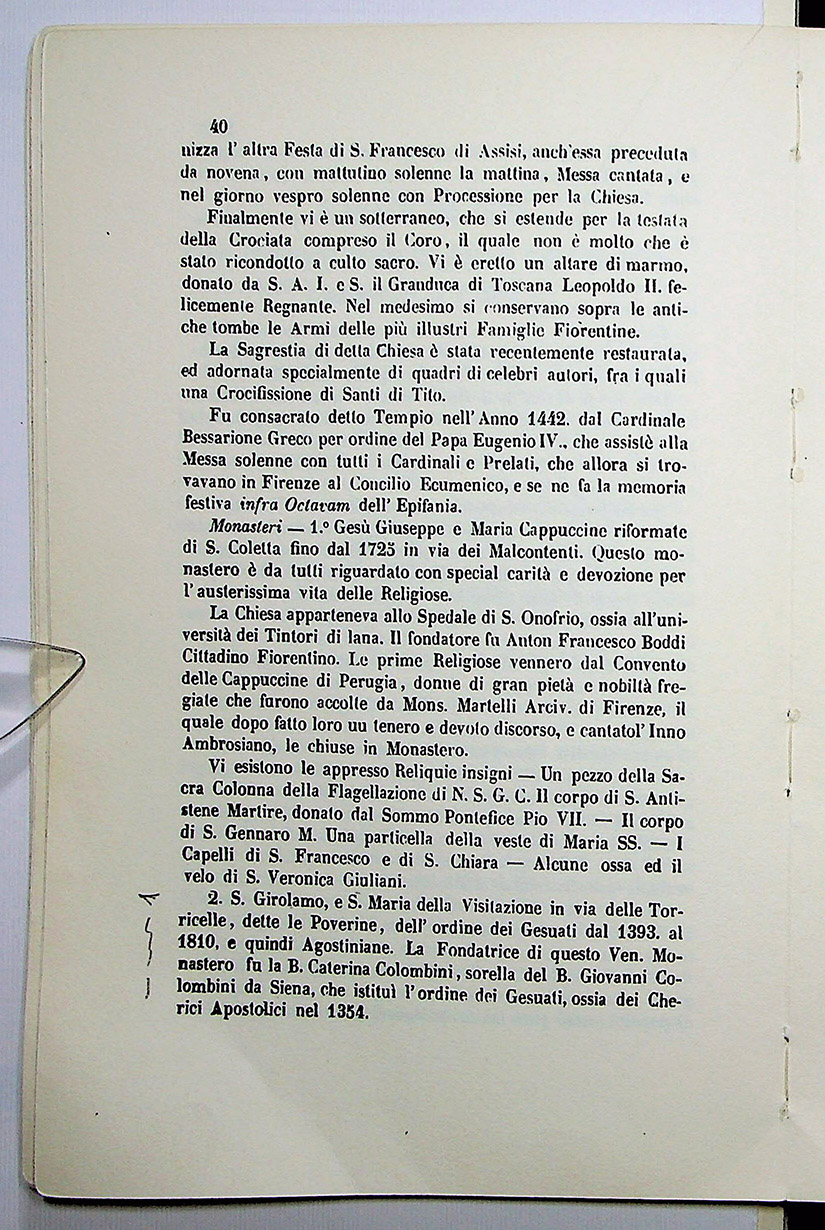 40
nizza l' altra Festa di S. Francesco di Assisi, anch'essa preceduta
da novena, con mattutino solenne la mattina, Messa cantata, e
nel giorno vespro solenne con Processione per la Chiesa.
Finalmente vi è un sotterraneo, che si estende per la testata
della Crociata compreso il Coro, il quale non è molto che è
stato ricondotto a culto sacro. Vi è eretto un altare di marmo,
donato da S. A. I. e S. il Granduca di Toscana Leopoldo II. fe-
licemente Regnante. Nel medesimo si conservano sopra le anti-
che tombe le Armi delle più illustri Famiglie Fiorentine.
La Sagrestia di detta Chiesa è stata recentemente restaurata,
ed adornata specialmente di quadri di celebri autori, fra i quali
una Crocifissione di Santi di Tito.
Fu consacrato detto Tempio nell'Anno 1442. dal Cardinale
Bessarione Greco per ordine del Papa Eugenio IV., che assistè alla
Messa solenne con tutti i Cardinali e Prelati, che allora si tro-
vavano in Firenze al Concilio Ecumenico, e se ne fa la memoria
festiva infra Octavam dell' Epifania.
Monasteri — 1.° Gesù Giuseppe e Maria Cappuccine riformate
di S. Coletta fino dal 1725 in via dei Malcontenti. Questo mo-
nastero è da tutti riguardato con special carità e devozione per
l'austerissima vita delle Religiose.
La Chiesa apparteneva allo Spedale di S. Onofrio, ossia all'uni-
versità dei Tintori di lana. Il fondatore fu Anton Francesco Boddi
Cittadino Fiorentino. Le prime Religiose vennero dal Convento
delle Cappuccine di Perugia, donne di gran pietà e nobiltà fre-
giate che furono accolte da Mons. Martelli Arciv. di Firenze, il
quale dopo fatto loro uu tenero e devoto discorso, e cantatol'Inno
Ambrosiano, le chiuse in Monastero.
Vi esistono le appresso Reliquie insigni — Un pezzo della Sa-
cra Colonna della Flagellazione di N. S. G. C. Il corpo di S. Anti-
stene Martire, donato dal Sommo Pontefice Pio VII. — Il corpo
di S. Gennaro M. Una particella della veste di Maria SS. — I
Capelli di S. Francesco e di S. Chiara — Alcune ossa ed il
velo di S. Veronica Giuliani.
2. S. Girolamo, e S. Maria della Visitazione in via delle Tor-
ricelle, dette le Poverine, dell' ordine dei Gesuati dal 1393. al
1810, e quindi Agostiniane. La Fondatrice di questo Ven. Mo-
nastero fu la B. Caterina Colombini, sorella del B. Giovanni Co-
lombini da Siena, che istituì l'ordine dei Gesuati, ossia dei Che-
rici Apostolici nel 1354.